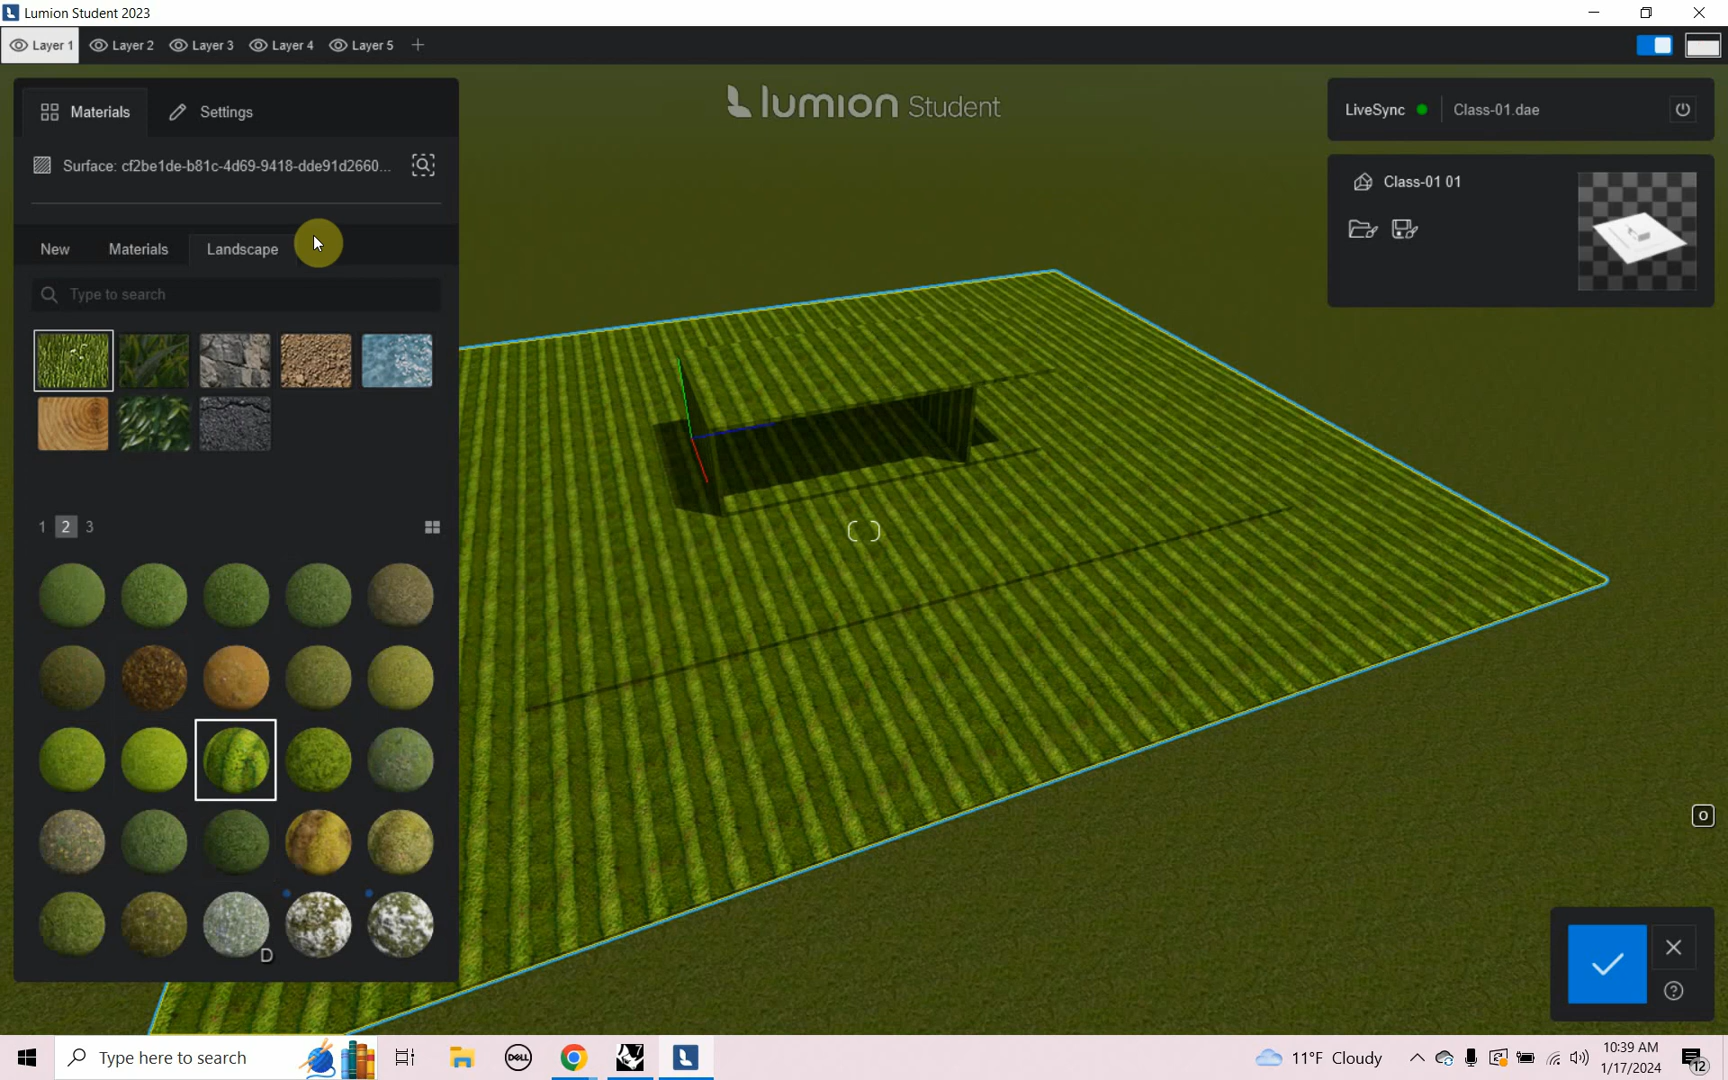 Lumion Student 2023
Layer 1 Layer 2 Layer 3 Layer 4 Layer 5 +
Materials Settings
Surface: cf2be1de-b81c-4d69-9418-dde91d2660...
New Materials Landscape
Type to search
1 2 3
D
lumion Student
LiveSync Class-01.dae
Class-01 01
O
Type here to search
DELL
7
11°F Cloudy
10:39 AM
1/17/2024
12